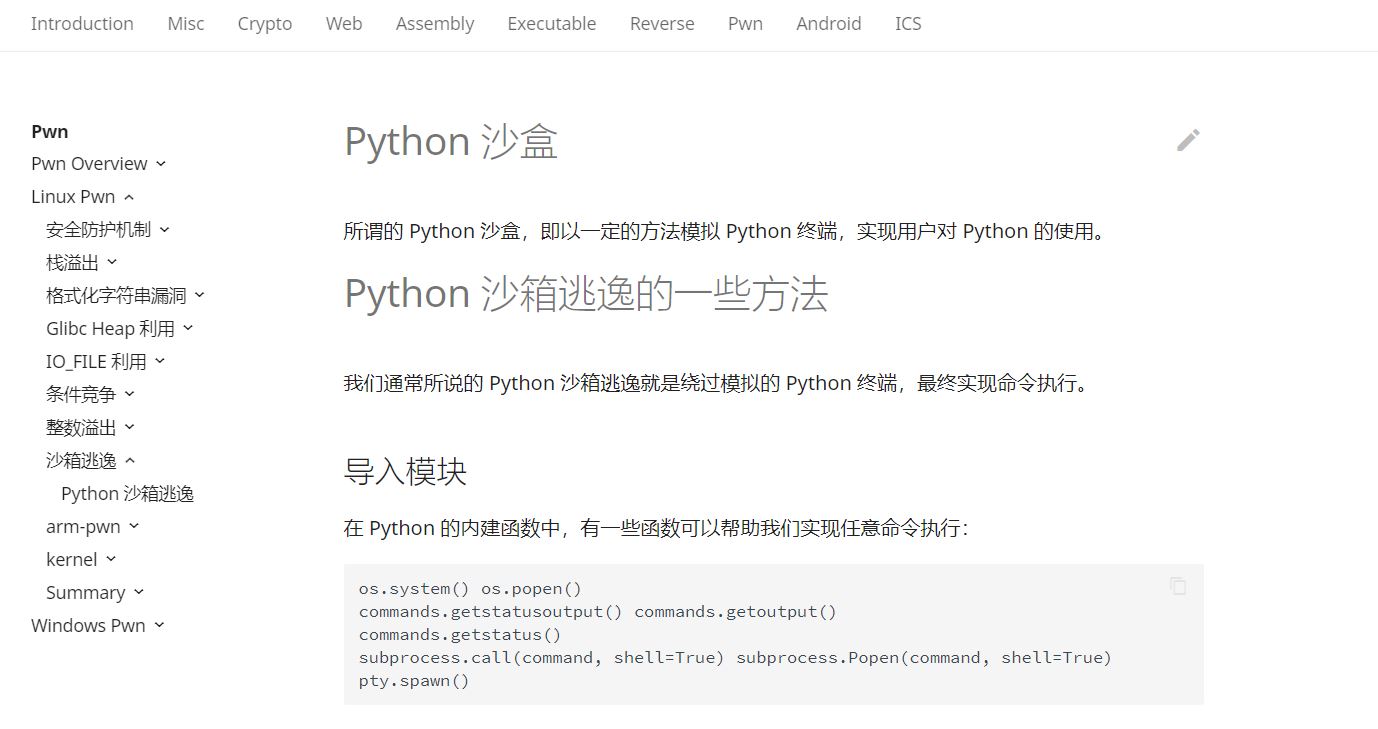 Introduction Misc Crypto Web Assembly Executable Reverse Pwn Android ICS
Pwn
Pwn Overview
Linux Pwn
安全防护机制
栈溢出
格式化字符串漏洞
Glibc Heap 利用
IO_FILE 利用
条件竞争
整数溢出
沙箱逃逸
Python 沙箱逃逸
arm-pwn
kernel
Summary
Windows Pwn
Python 沙盒
所谓的 Python 沙盒，即以一定的方法模拟 Python 终端，实现用户对 Python 的使用。
Python 沙箱逃逸的一些方法
我们通常所说的 Python 沙箱逃逸就是绕过模拟的 Python 终端，最终实现命令执行。
导入模块
在 Python 的内建函数中，有一些函数可以帮助我们实现任意命令执行：
os.system() os.popen()
commands.getstatusoutput() commands.getoutput()
commands.getstatus()
subprocess.call(command, shell=True) subprocess.Popen(command, shell=True)
pty.spawn()